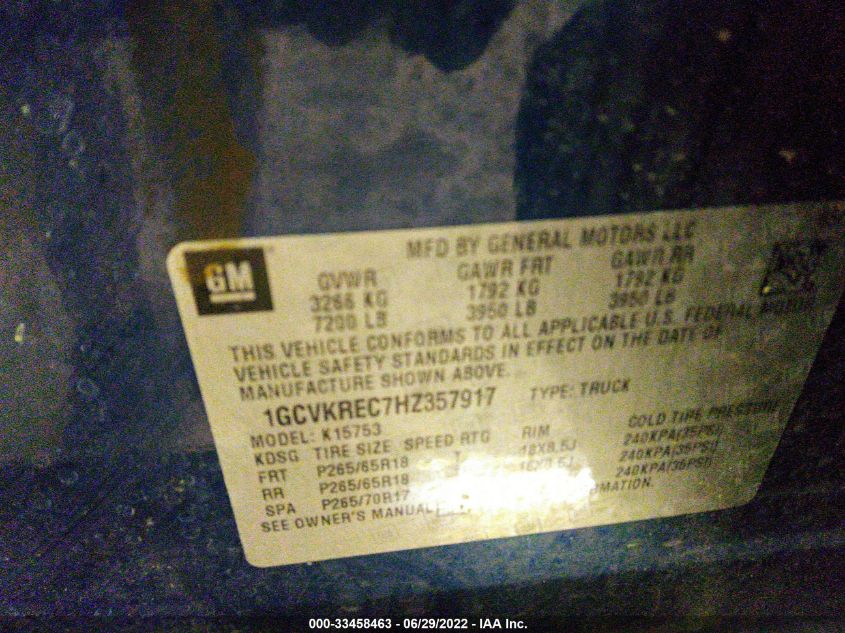 MFD BY GENERAL MOTORS LLC
GM
GVWR GAWR FRT GAWR RR
3266 KG 1792 KG 1792 KG
7200 LB 3950 LB 3950 LB
THIS VEHICLE CONFORMS TO ALL APPLICABLE U.S. FEDERAL MOTOR
VEHICLE SAFETY STANDARDS IN EFFECT ON THE DATE OF
MANUFACTURE SHOWN ABOVE.
1GCVKREC7HZ357917 TYPE: TRUCK
MODEL: K15753
KDSG TIRE SIZE SPEED RTG RIM COLD TIRE PRESSURE
FRT P265/65R18 T 18X8.5J 240KPA(35PSI)
RR P265/65R18 18X8.5J 240KPA(35PSI)
SPA P265/70R17 240KPA(35PSI)
SEE OWNER'S MANUAL
000-33458463 - 06/29/2022 - IAA Inc.